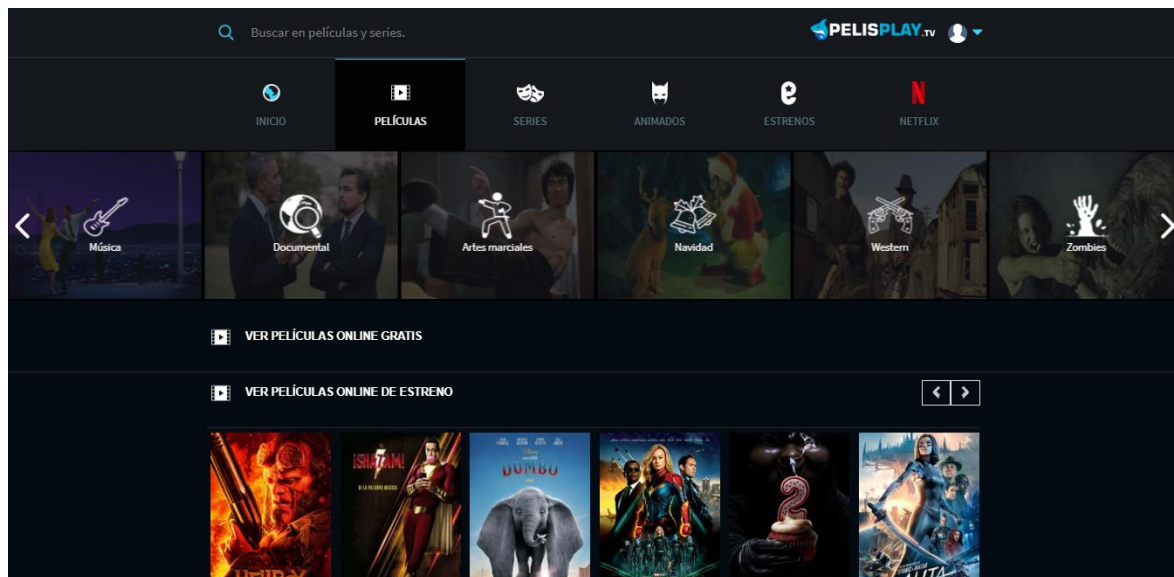 Buscar en películas y series.
PELISPLAY.TV
INICIO
PELÍCULAS
SERIES
ANIMADOS
ESTRENOS
NETFLIX
Música
Documental
Artes marciales
Navidad
Western
Zombies
VER PELÍCULAS ONLINE GRATIS
VER PELÍCULAS ONLINE DE ESTRENO
¡SHAZAM!
DUMBO
2